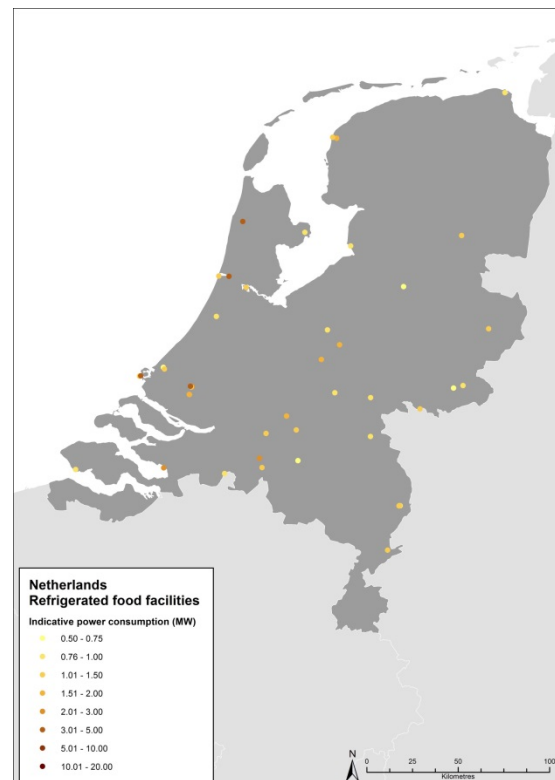 Netherlands
Refrigerated food facilities
Indicative power consumption (MW)
0.50 - 0.75
0.76 - 1.00
1.01 - 1.50
1.51 - 2.00
2.01 - 3.00
3.01 - 5.00
5.01 - 10.00
10.01 - 20.00
N
0 25 50 100
Kilometres